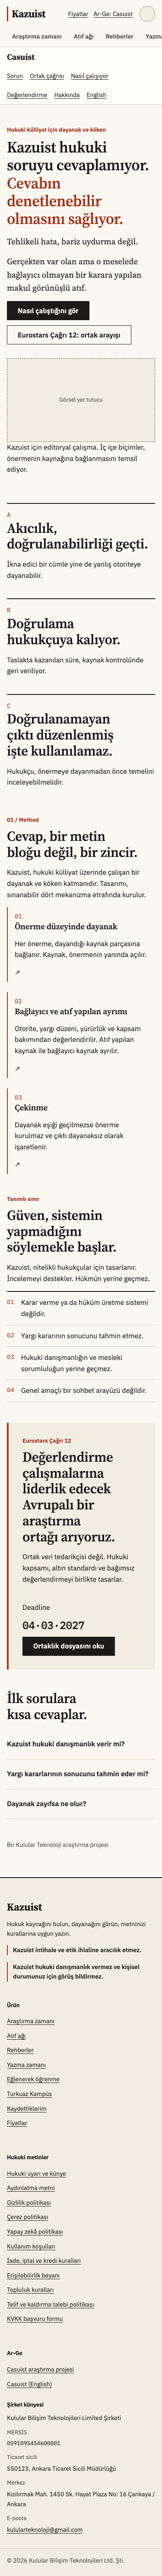 Kazuist
Fiyatlar
Ar-Ge: Casuist
Araştırma zamanı
Atıf ağı
Rehberler
Yazma
Casuist
Sorun
Ortak çağrısı
Nasıl çalışıyor
Değerlendirme
Hakkında
English
Hukukî külliyat için dayanak ve köken
Kazuist hukuki
soruyu cevaplamıyor.
Cevabın
denetlenebilir
olmasını sağlıyor.
Tehlikeli hata, bariz uydurma değil.
Gerçekten var olan ama o meselede
bağlayıcı olmayan bir karara yapılan
makul görünüşlü atıf.
Nasıl çalıştığını gör
Eurostars Çağrı 12: ortak arayışı
Görsel yer tutucu
Kazuist için editoryal çalışma. İç içe biçimler,
önermenin kaynağına bağlanmasını temsil
ediyor.
A
Akıcılık,
doğrulanabilirliği geçti.
İkna edici bir cümle yine de yanlış otoriteye
dayanabilir.
B
Doğrulama
hukukçuya kalıyor.
Taslakta kazanılan süre, kaynak kontrolünde
geri veriliyor.
C
Doğrulanamayan
çıktı düzenlenmiş
işte kullanılamaz.
Hukukçu, önermeye dayanmadan önce temelini
inceleyebilmelidir.
01 / Method
Cevap, bir metin
bloğu değil, bir zincir.
Kazuist, hukuki külliyat üzerinde çalışan bir
dayanak ve köken katmanıdır. Tasarımı,
sınanabilir dört mekanizma etrafında kurulur.
01
Önerme düzeyinde dayanak
Her önerme, dayandığı kaynak parçasına
bağlanır. Kaynak, önermenin yanında açılır.
↗
02
Bağlayıcı ve atıf yapılan ayrımı
Otorite, yargı düzeni, yürürlük ve kapsam
bakımından değerlendirilir. Atıf yapılan
kaynak ile bağlayıcı kaynak ayrılır.
↗
03
Çekinme
Dayanak eşiği geçilmezse önerme
kurulmaz ve çıktı dayanaksız olarak
işaretlenir.
↗
Tanımlı sınır
Güven, sistemin
yapmadığını
söylemekle başlar.
Kazuist, nitelikli hukukçular için tasarlanır.
İncelemeyi destekler. Hükmün yerine geçmez.
01 Karar verme ya da hüküm üretme sistemi
değildir.
02 Yargı kararının sonucunu tahmin etmez.
03 Hukuki danışmanlığın ve mesleki
sorumluluğun yerine geçmez.
04 Genel amaçlı bir sohbet arayüzü değildir.
Eurostars Çağrı 12
Değerlendirme
çalışmalarına
liderlik edecek
Avrupalı bir
araştırma
ortağı arıyoruz.
Ortak veri tedarikçisi değil. Hukuki
kapsamı, altın standardı ve bağımsız
değerlendirmeyi birlikte tasarlar.
Deadline
04·03·2027
Ortaklık dosyasını oku
İlk sorulara
kısa cevaplar.
Kazuist hukuki danışmanlık verir mi?
Yargı kararlarının sonucunu tahmin eder mi?
Dayanak zayıfsa ne olur?
Bir Kulular Teknoloji araştırma projesi
Kazuist
Hukuk kaynağını bulun, dayanağını görün, metninizi
kurallarına uygun yazın.
Kazuist intihale ve etik ihlaline aracılık etmez.
Kazuist hukuki danışmanlık vermez ve kişisel
durumunuz için görüş bildirmez.
Ürün
Araştırma zamanı
Atıf ağı
Rehberler
Yazma zamanı
Eğlenerek öğrenme
Turkuaz Kampüs
Kaydettiklerim
Fiyatlar
Hukuki metinler
Hukuki uyarı ve künye
Aydınlatma metni
Gizlilik politikası
Çerez politikası
Yapay zekâ politikası
Kullanım koşulları
İade, iptal ve kredi kuralları
Erişilebilirlik beyanı
Topluluk kuralları
Telif ve kaldırma talebi politikası
KVKK başvuru formu
Ar-Ge
Casuist araştırma projesi
Casuist (English)
Şirket künyesi
Kulular Bilişim Teknolojileri Limited Şirketi
MERSİS
0591095454600001
Ticaret sicili
550123, Ankara Ticaret Sicili Müdürlüğü
Merkez
Kızılırmak Mah. 1450 Sk. Hayat Plaza No: 16 Çankaya /
Ankara
E-posta
kulularteknoloji@gmail.com
© 2026 Kulular Bilişim Teknolojileri Ltd. Şti.